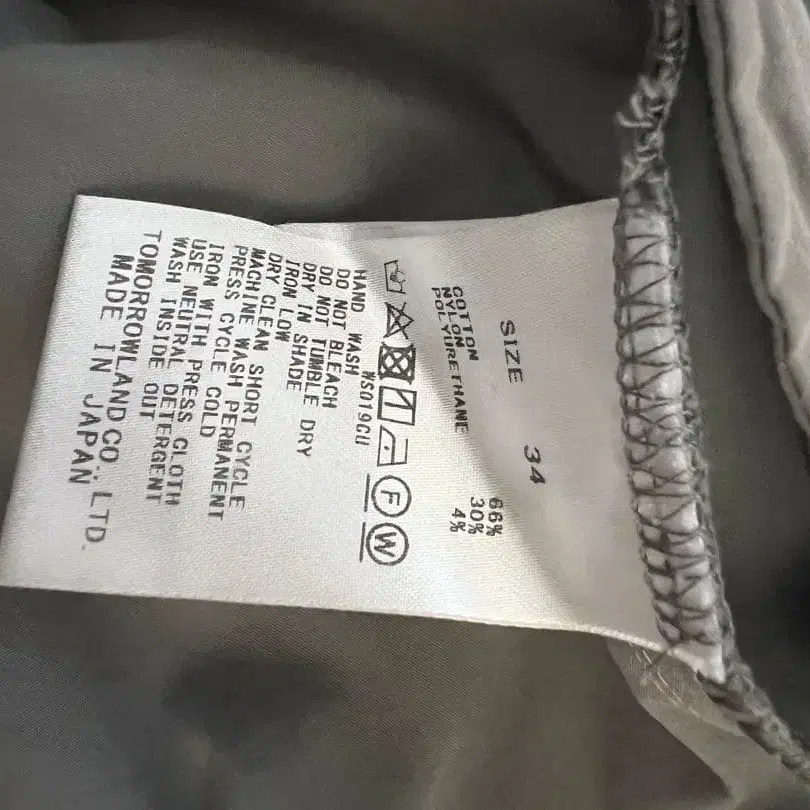 SIZE 34
COTTON 66%
NYLON 30%
POLYURETHANE 4%
F W
WS019CU
HAND WASH
DO NOT BLEACH
DO NOT TUMBLE DRY
DRY IN SHADE
IRON LOW
DRY CLEAN SHORT CYCLE
MACHINE WASH PERMANENT
PRESS CYCLE COLD
IRON WITH PRESS CLOTH
USE NEUTRAL DETERGENT
WASH INSIDE OUT
TOMORROWLAND CO., LTD.
MADE IN JAPAN